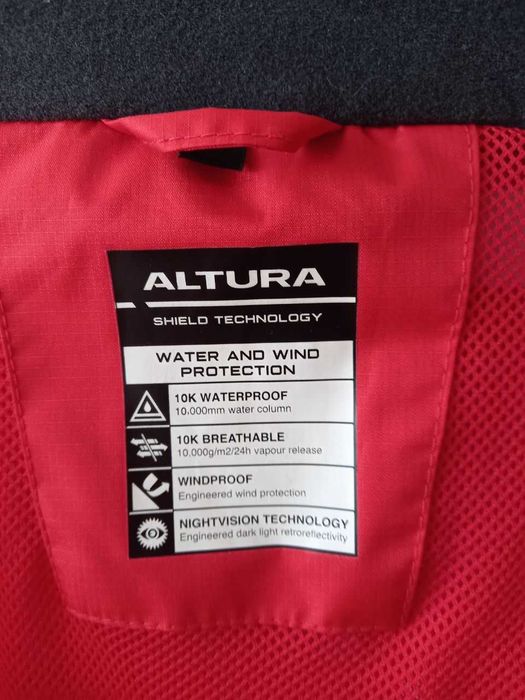 ALTURA
SHIELD TECHNOLOGY
WATER AND WIND
PROTECTION
10K WATERPROOF
10.000mm water column
10K BREATHABLE
10.000g/m2/24h vapour release
WINDPROOF
Engineered wind protection
NIGHTVISION TECHNOLOGY
Engineered dark light retroreflectivity